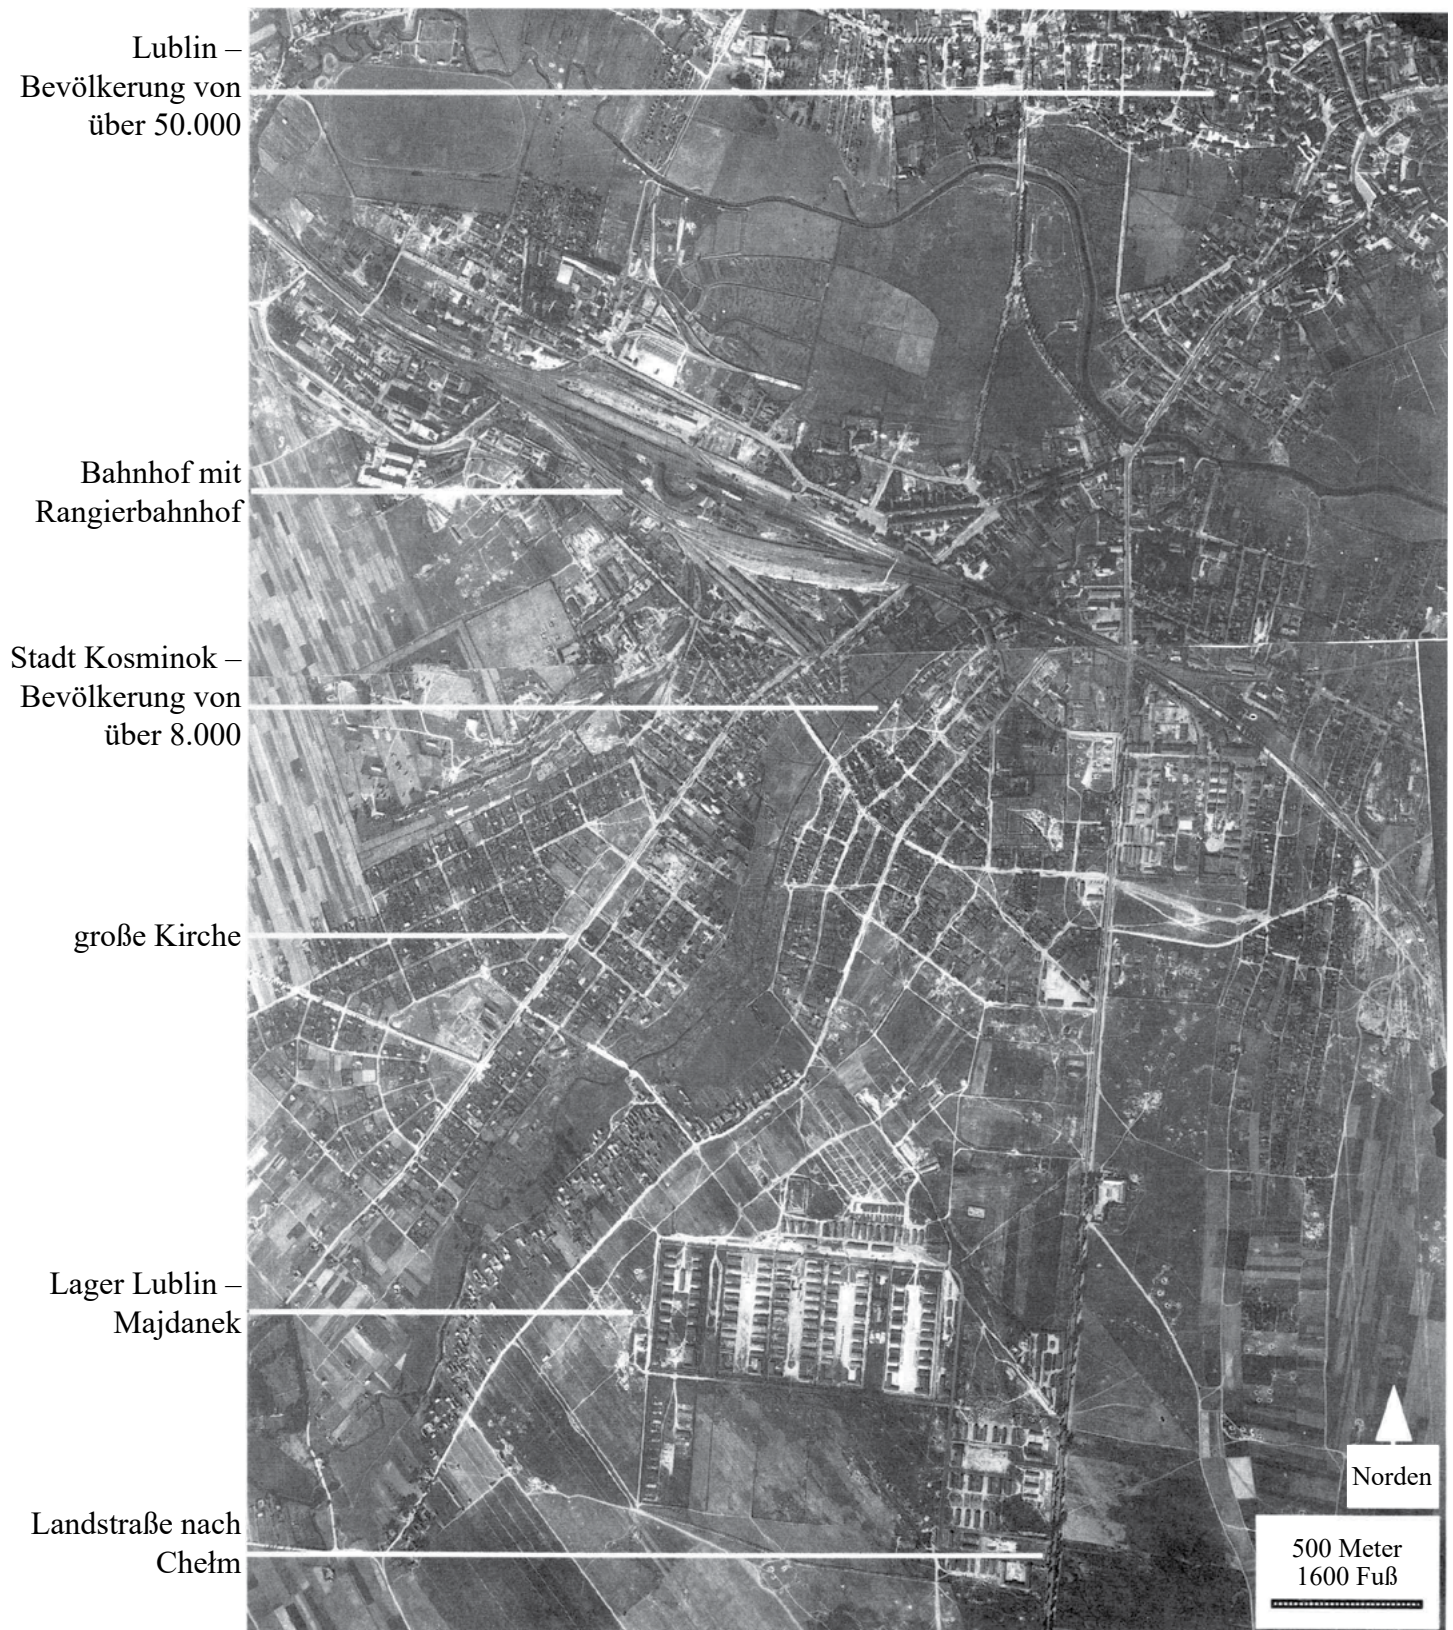 Lublin –
Bevölkerung von
über 50.000
Bahnhof mit
Rangierbahnhof
Stadt Kosminok –
Bevölkerung von
über 8.000
große Kirche
Lager Lublin –
Majdanek
Landstraße nach
Chełm
Norden
500 Meter
1600 Fuß